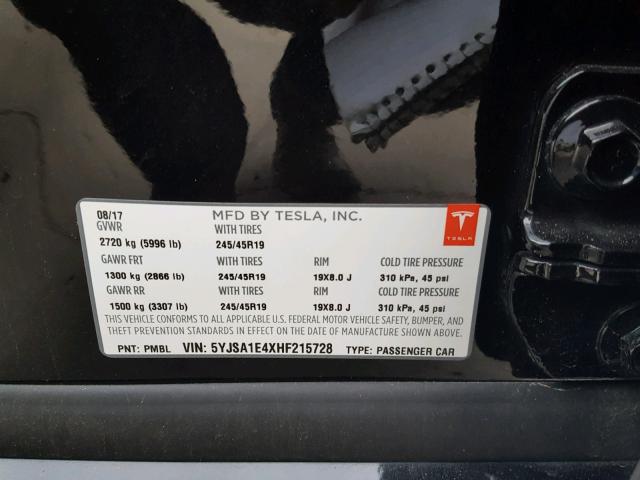 08/17 MFD BY TESLA, INC.
GVWR WITH TIRES
2720 kg (5996 lb) 245/45R19
GAWR FRT WITH TIRES RIM COLD TIRE PRESSURE
1300 kg (2866 lb) 245/45R19 19X8.0 J 310 kPa, 45 psi
GAWR RR WITH TIRES RIM COLD TIRE PRESSURE
1500 kg (3307 lb) 245/45R19 19X8.0 J 310 kPa, 45 psi
THIS VEHICLE CONFORMS TO ALL APPLICABLE U.S. FEDERAL MOTOR VEHICLE SAFETY, BUMPER, AND
THEFT PREVENTION STANDARDS IN EFFECT ON THE DATE OF MANUFACTURE SHOWN ABOVE.
PNT: PMBL VIN: 5YJSA1E4XHF215728 TYPE: PASSENGER CAR
TESLA